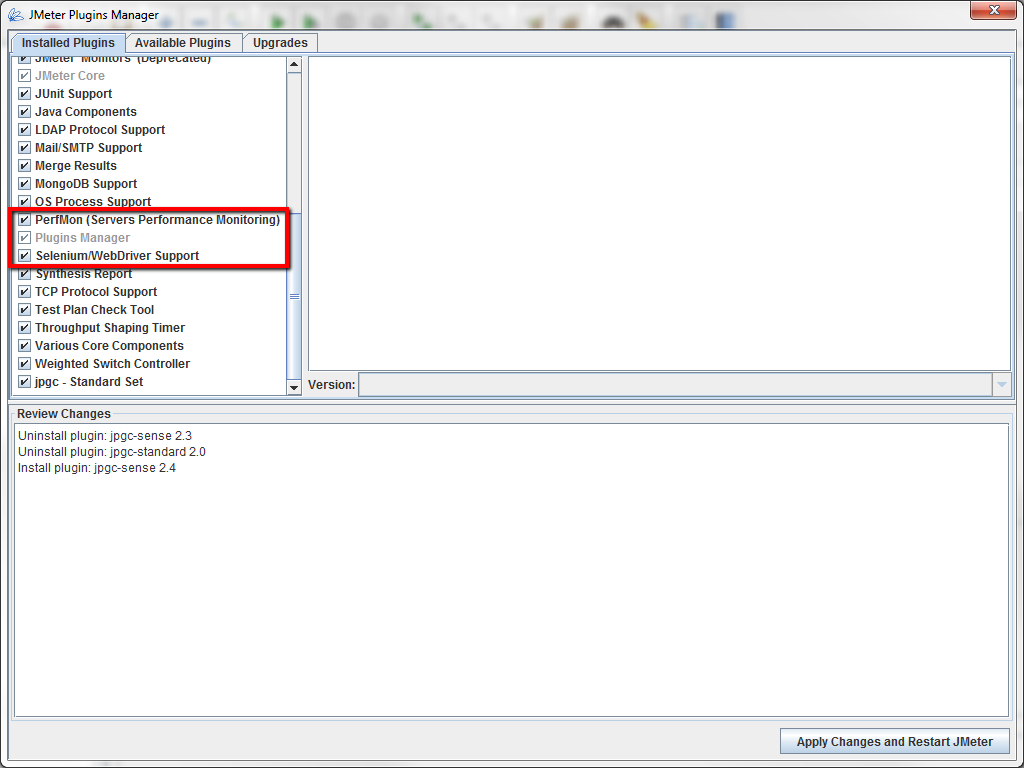 JMeter Plugins Manager
Installed Plugins
Available Plugins
Upgrades
JMeter Monitors (Deprecated)
JMeter Core
JUnit Support
Java Components
LDAP Protocol Support
Mail/SMTP Support
Merge Results
MongoDB Support
OS Process Support
PerfMon (Servers Performance Monitoring)
Plugins Manager
Selenium/WebDriver Support
Synthesis Report
TCP Protocol Support
Test Plan Check Tool
Throughput Shaping Timer
Various Core Components
Weighted Switch Controller
jpgc - Standard Set
Version:
Review Changes
Uninstall plugin: jpgc-sense 2.3
Uninstall plugin: jpgc-standard 2.0
Install plugin: jpgc-sense 2.4
Apply Changes and Restart JMeter